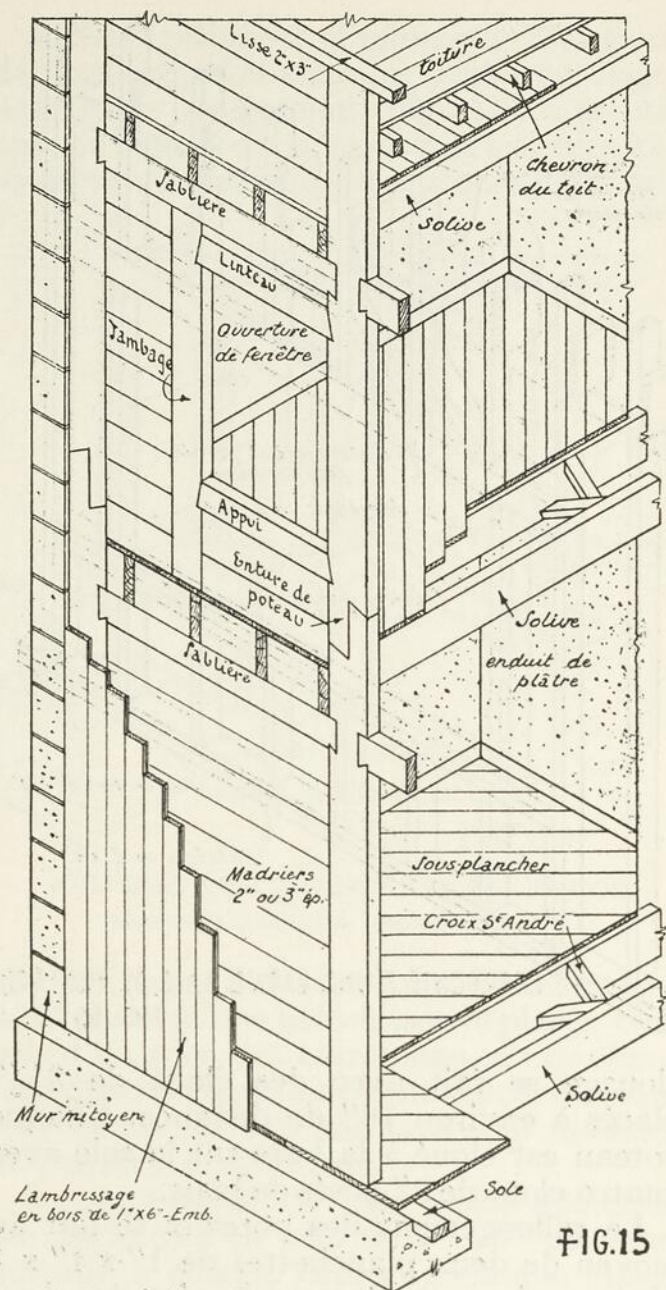 Lisse 2"x3"
toiture
Chevron
du toit
Sablière
Solive
Linteau
Jambage
Ouverture
de fenêtre
Appui
Enture de
poteau
Solive
Sablière
enduit de
plâtre
Madriers
2" ou 3" ép.
Sous-plancher
Croix St André
Solive
Mur mitoyen
Lambrissage
en bois de 1"x6"-Emb.
Sole
FIG.15